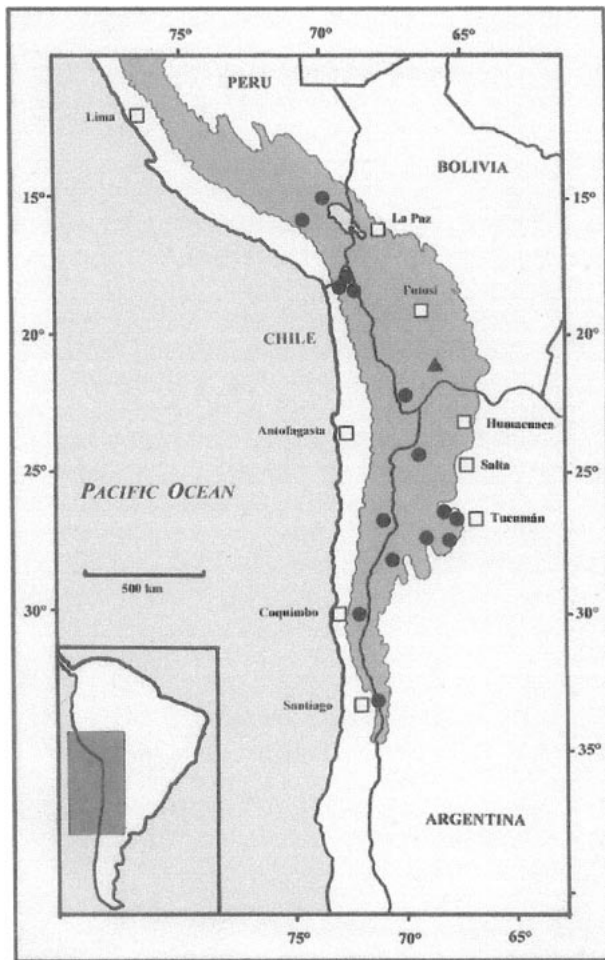 75° 70° 65°
PERU
Lima
BOLIVIA
15° 15°
La Paz
Potosí
20° 20°
CHILE
Antofagasta
Humacuaca
25° 25°
Salta
PACIFIC OCEAN
Tucumán
500 km
30° Coquimbo 30°
Santiago
35°
ARGENTINA
75° 70° 65°